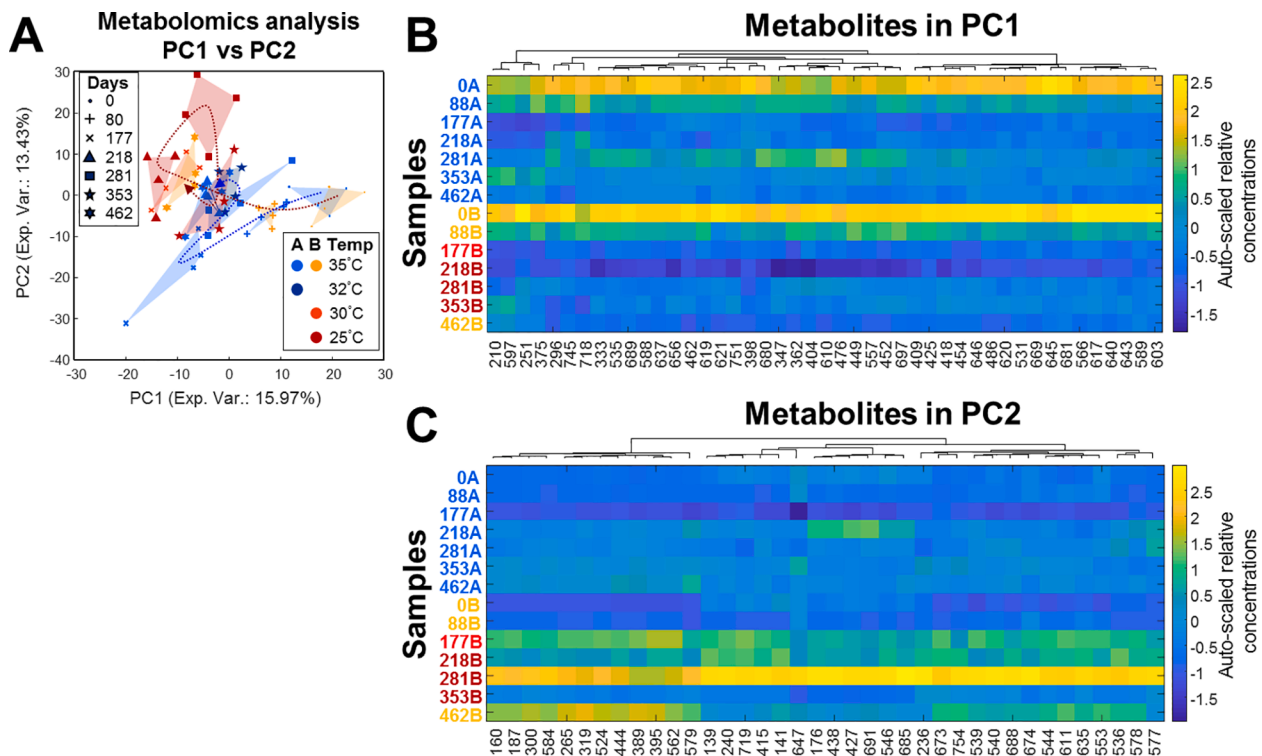 A
Metabolomics analysis
PC1 vs PC2
PC2 (Exp. Var.: 13.43%)
30
20
10
0
-10
-20
-30
-40
-30
-20
-10
0
10
20
30
PC1 (Exp. Var.: 15.97%)
Days
0
80
177
218
281
353
462
A B Temp
35°C
32°C
30°C
25°C
B
Metabolites in PC1
Samples
0A
88A
177A
218A
281A
353A
462A
0B
88B
177B
218B
281B
353B
462B
210 597 251 375 296 745 718 333 535 689 588 637 656 462 619 621 751 398 680 347 362 404 610 476 449 557 452 697 409 425 418 454 646 486 620 531 669 645 681 566 617 640 643 589 603
2.5
2
1.5
1
0.5
0
-0.5
-1
-1.5
Auto-scaled relative
concentrations
C
Metabolites in PC2
Samples
0A
88A
177A
218A
281A
353A
462A
0B
88B
177B
218B
281B
353B
462B
160 187 300 584 265 319 524 444 389 395 562 579 139 240 719 415 141 647 176 438 427 691 546 685 236 673 754 539 540 688 674 544 611 635 553 536 578 577
2.5
2
1.5
1
0.5
0
-0.5
-1
-1.5
Auto-scaled relative
concentrations